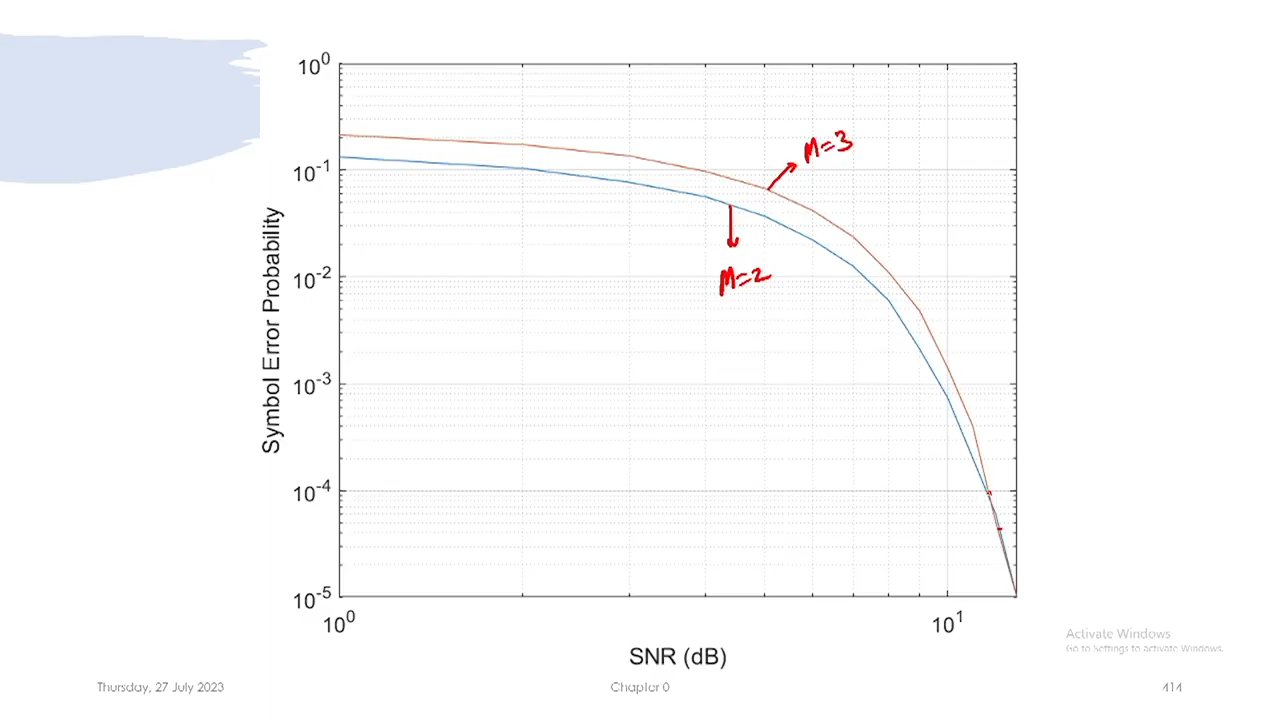 10^0
M=3
10^-1
10^-2
M=2
10^-3
10^-4
10^-5
Symbol Error Probability
10^0
10^1
SNR (dB)
Activate Windows
Go to Settings to activate Windows.
Thursday, 27 July 2023
Chapter 0
414